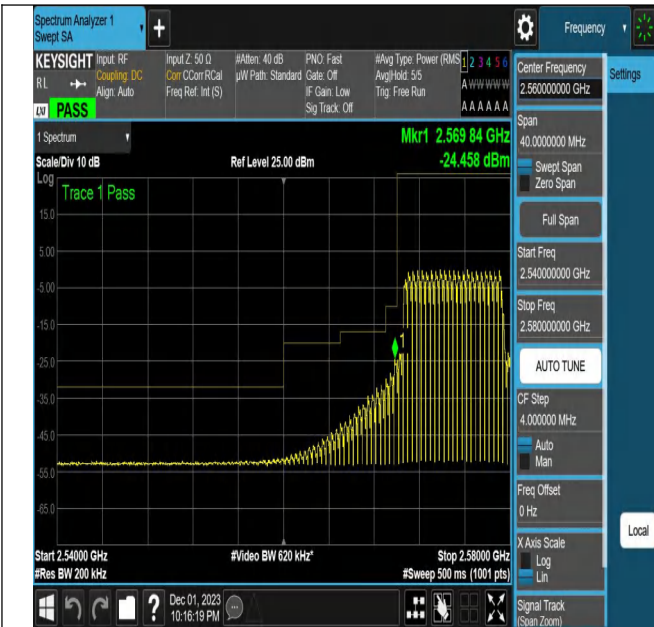 Spectrum Analyzer 1
Swept SA
Frequency
Settings
KEYSIGHT
RL
LXI
PASS
Input: RF
Coupling: DC
Align: Auto
Input Z: 50 Ω
Corr CCorr RCal
Freq Ref: Int (S)
#Atten: 40 dB
µW Path: Standard
PNO: Fast
Gate: Off
IF Gain: Low
Sig Track: Off
#Avg Type: Power (RMS)
Avg|Hold: 5/5
Trig: Free Run
1 2 3 4 5 6
A W W W W W
A A A A A A
1 Spectrum
Mkr1 2.569 84 GHz
Scale/Div 10 dB
Ref Level 25.00 dBm
-24.458 dBm
Log
Trace 1 Pass
15.0
5.00
-5.00
-15.0
-25.0
-35.0
-45.0
-55.0
-65.0
1
Start 2.54000 GHz
#Video BW 620 kHz*
Stop 2.58000 GHz
#Res BW 200 kHz
#Sweep 500 ms (1001 pts)
Center Frequency
2.560000000 GHz
Span
40.0000000 MHz
Swept Span
Zero Span
Full Span
Start Freq
2.540000000 GHz
Stop Freq
2.580000000 GHz
AUTO TUNE
CF Step
4.000000 MHz
Auto
Man
Freq Offset
0 Hz
X Axis Scale
Log
Lin
Signal Track
(Span Zoom)
Local
Dec 01, 2023
10:16:19 PM